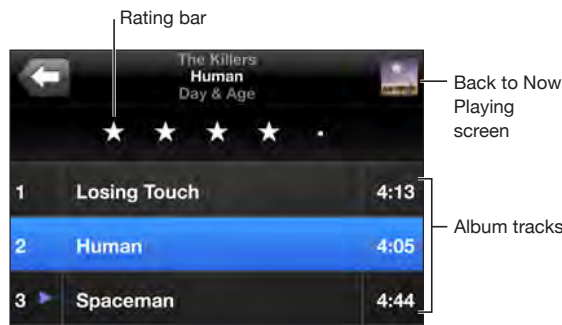 Rating bar
The Killers
Human
Day & Age
Back to Now
Playing
screen
1 Losing Touch 4:13
2 Human 4:05
Album tracks
3 Spaceman 4:44